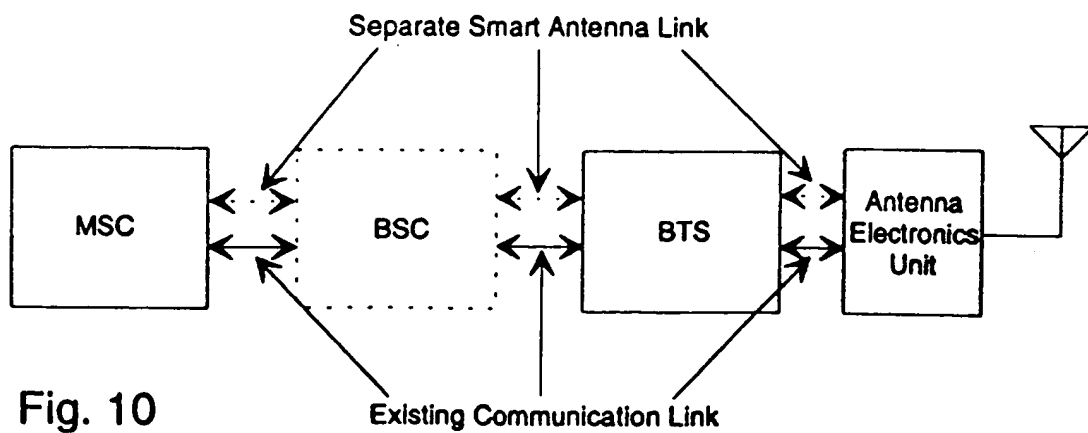 Separate Smart Antenna Link
MSC
BSC
BTS
Antenna
Electronics
Unit
Existing Communication Link
Fig. 10